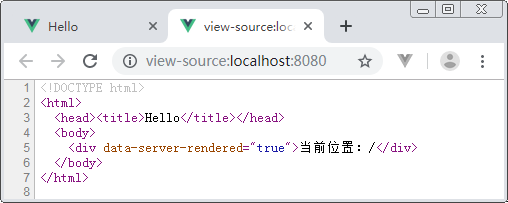 Hello
view-source:loc
view-source:localhost:8080
1 <!DOCTYPE html>
2 <html>
3   <head><title>Hello</title></head>
4   <body>
5     <div data-server-rendered="true">当前位置：/</div>
6   </body>
7 </html>
8